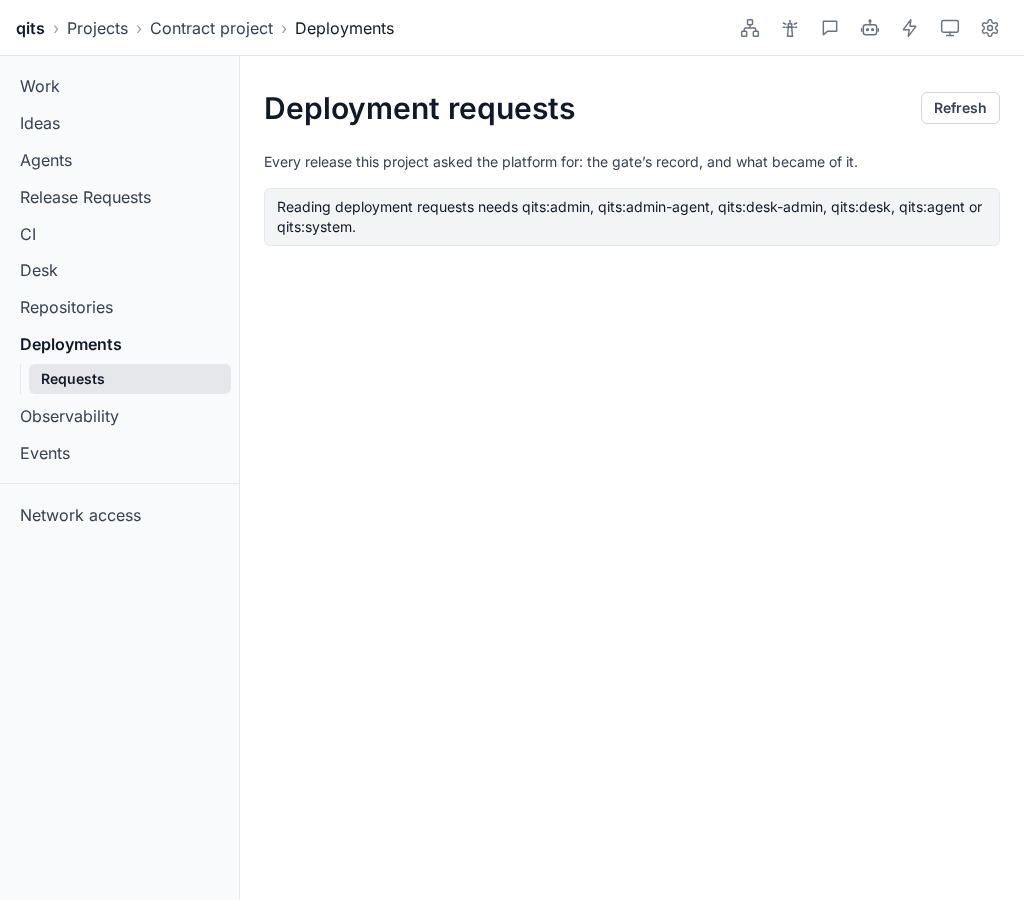 qits › Projects › Contract project › Deployments
Work
Ideas
Agents
Release Requests
CI
Desk
Repositories
Deployments
Requests
Observability
Events
Network access
Deployment requests
Refresh
Every release this project asked the platform for: the gate’s record, and what became of it.
Reading deployment requests needs qits:admin, qits:admin-agent, qits:desk-admin, qits:desk, qits:agent or
qits:system.